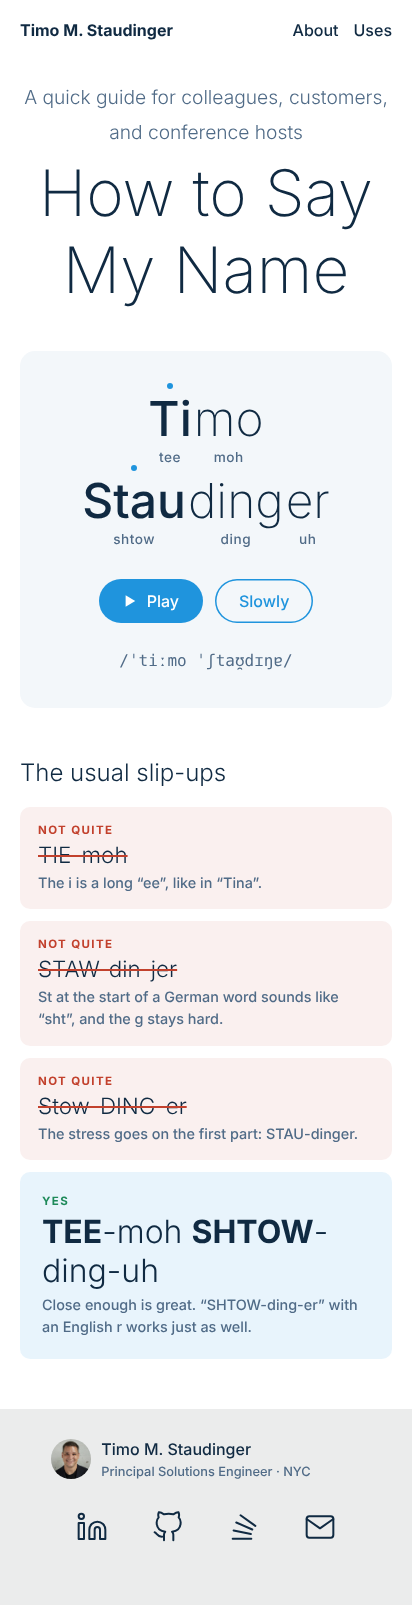 Timo M. Staudinger
About Uses
A quick guide for colleagues, customers,
and conference hosts
How to Say
My Name
Timo
tee moh
Staudinger
shtow ding uh
Play Slowly
/ˈtiːmo ˈʃtaʊ̯dɪŋɐ/
The usual slip-ups
NOT QUITE
TIE-moh
The i is a long “ee”, like in “Tina”.
NOT QUITE
STAW-din-jer
St at the start of a German word sounds like
“sht”, and the g stays hard.
NOT QUITE
Stow-DING-er
The stress goes on the first part: STAU-dinger.
YES
TEE-moh SHTOW-
ding-uh
Close enough is great. “SHTOW-ding-er” with
an English r works just as well.
Timo M. Staudinger
Principal Solutions Engineer · NYC